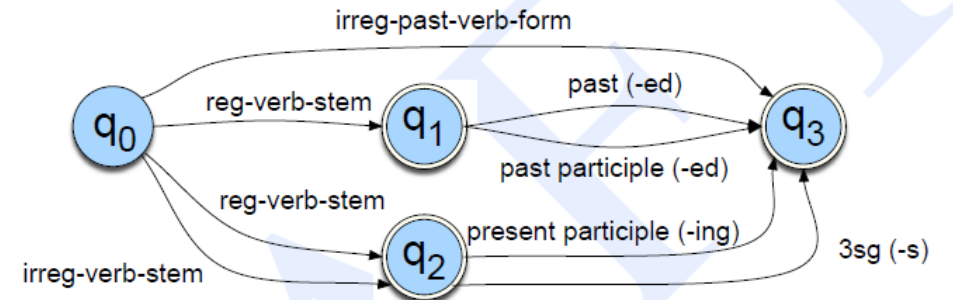 irreg-past-verb-form
reg-verb-stem
past (-ed)
q0
q1
q3
past participle (-ed)
reg-verb-stem
present participle (-ing)
q2
irreg-verb-stem
3sg (-s)